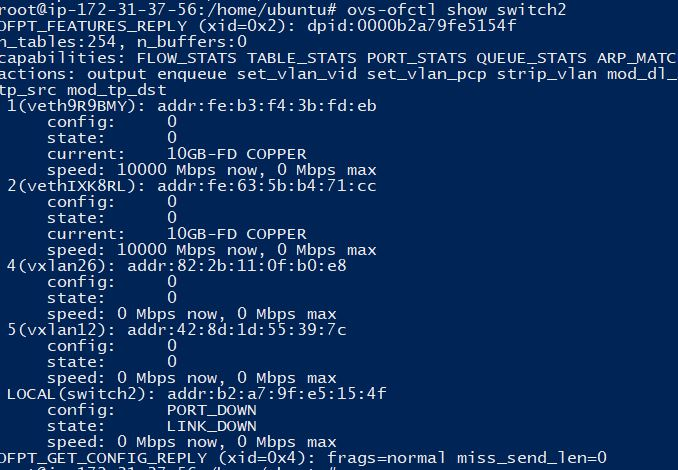 root@ip-172-31-37-56:/home/ubuntu# ovs-ofctl show switch2
OFPT_FEATURES_REPLY (xid=0x2): dpid:0000b2a79fe5154f
n_tables:254, n_buffers:0
capabilities: FLOW_STATS TABLE_STATS PORT_STATS QUEUE_STATS ARP_MATC
actions: output enqueue set_vlan_vid set_vlan_pcp strip_vlan mod_dl_
tp_src mod_tp_dst
1(veth9R9BMY): addr:fe:b3:f4:3b:fd:eb
config: 0
state: 0
current: 10GB-FD COPPER
speed: 10000 Mbps now, 0 Mbps max
2(vethIXK8RL): addr:fe:63:5b:b4:71:cc
config: 0
state: 0
current: 10GB-FD COPPER
speed: 10000 Mbps now, 0 Mbps max
4(vxlan26): addr:82:2b:11:0f:b0:e8
config: 0
state: 0
speed: 0 Mbps now, 0 Mbps max
5(vxlan12): addr:42:8d:1d:55:39:7c
config: 0
state: 0
speed: 0 Mbps now, 0 Mbps max
LOCAL(switch2): addr:b2:a7:9f:e5:15:4f
config: PORT_DOWN
state: LINK_DOWN
speed: 0 Mbps now, 0 Mbps max
OFPT_GET_CONFIG_REPLY (xid=0x4): frags=normal miss_send_len=0